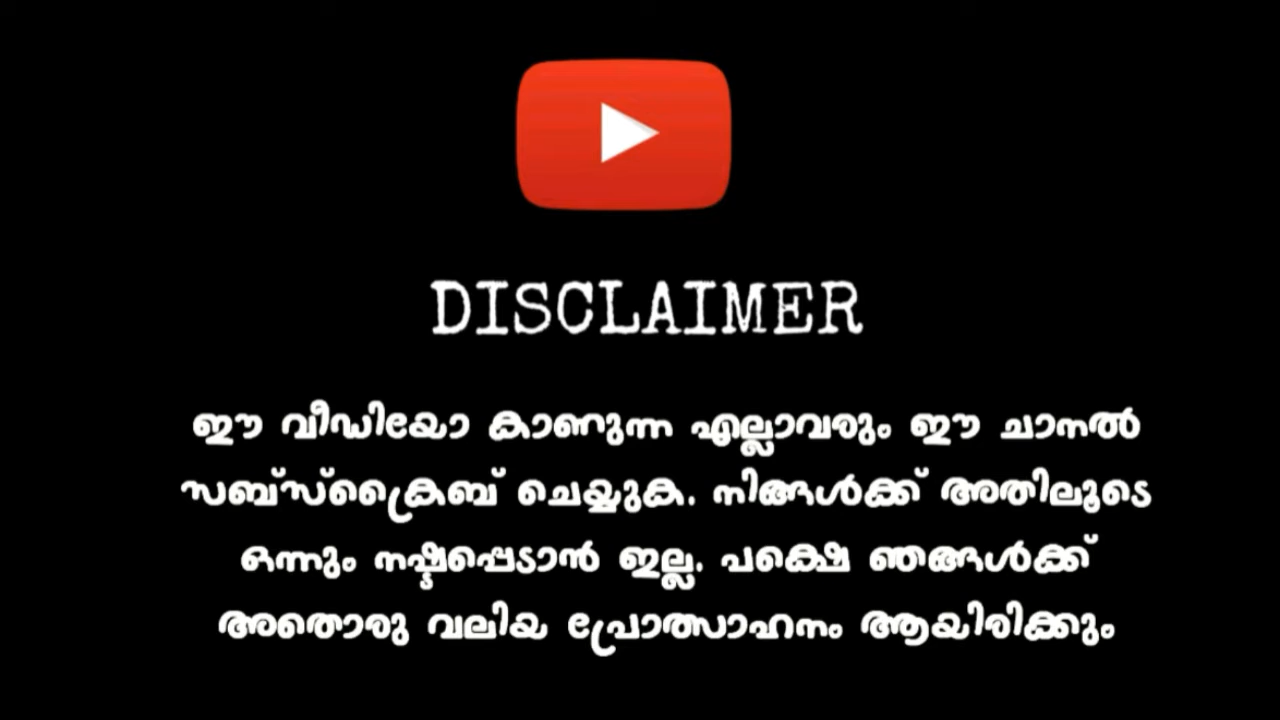 DISCLAIMER
ഈ വീഡിയോ കാണുന്ന എല്ലാവരും ഈ ചാനൽ
സബ്സ്ക്രൈബ് ചെയ്യുക. നിങ്ങൾക്ക് അതിലൂടെ
ഒന്നും നഷ്ടപ്പെടാൻ ഇല്ല. പക്ഷെ ഞങ്ങൾക്ക്
അതൊരു വലിയ പ്രോത്സാഹനം ആയിരിക്കും